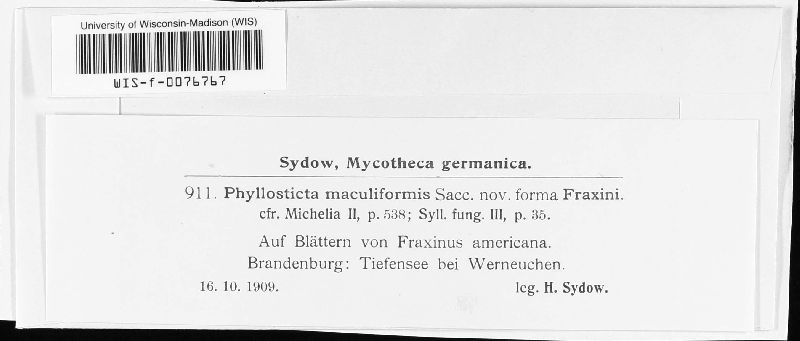 University of Wisconsin-Madison (WIS)
WIS-f-0076767
Sydow, Mycotheca germanica.
911. Phyllosticta maculiformis Sacc. nov. forma Fraxini.
cfr. Michelia II, p. 538; Syll. fung. III, p. 35.
Auf Blättern von Fraxinus americana.
Brandenburg: Tiefensee bei Werneuchen.
16. 10. 1909. leg. H. Sydow.